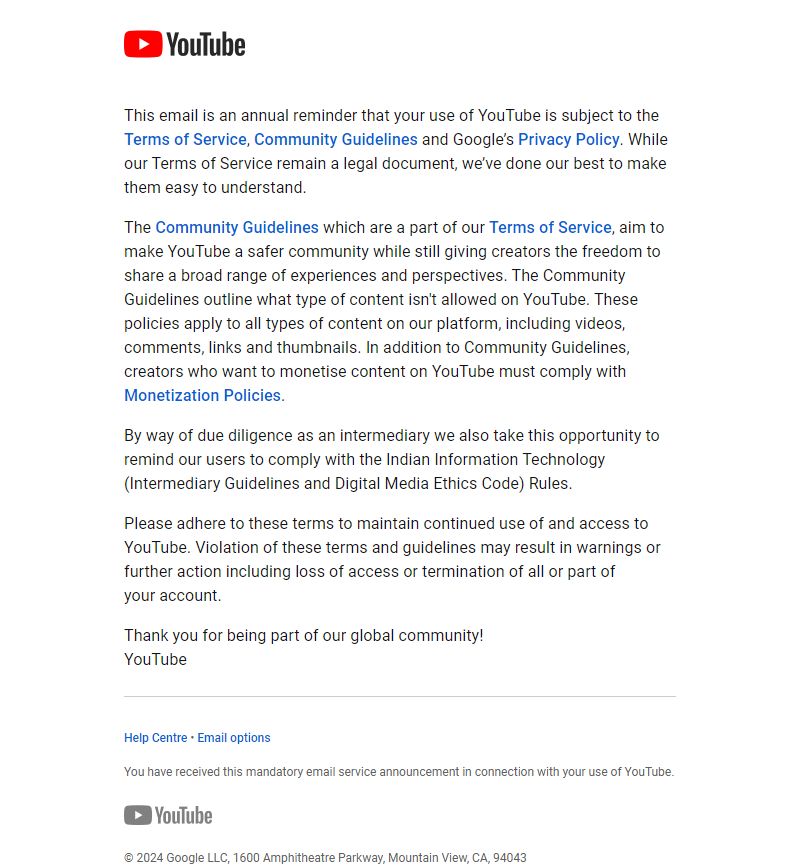 YouTube
This email is an annual reminder that your use of YouTube is subject to the
Terms of Service, Community Guidelines and Google’s Privacy Policy. While
our Terms of Service remain a legal document, we’ve done our best to make
them easy to understand.
The Community Guidelines which are a part of our Terms of Service, aim to
make YouTube a safer community while still giving creators the freedom to
share a broad range of experiences and perspectives. The Community
Guidelines outline what type of content isn't allowed on YouTube. These
policies apply to all types of content on our platform, including videos,
comments, links and thumbnails. In addition to Community Guidelines,
creators who want to monetise content on YouTube must comply with
Monetization Policies.
By way of due diligence as an intermediary we also take this opportunity to
remind our users to comply with the Indian Information Technology
(Intermediary Guidelines and Digital Media Ethics Code) Rules.
Please adhere to these terms to maintain continued use of and access to
YouTube. Violation of these terms and guidelines may result in warnings or
further action including loss of access or termination of all or part of
your account.
Thank you for being part of our global community!
YouTube
Help Centre • Email options
You have received this mandatory email service announcement in connection with your use of YouTube.
YouTube
© 2024 Google LLC, 1600 Amphitheatre Parkway, Mountain View, CA, 94043